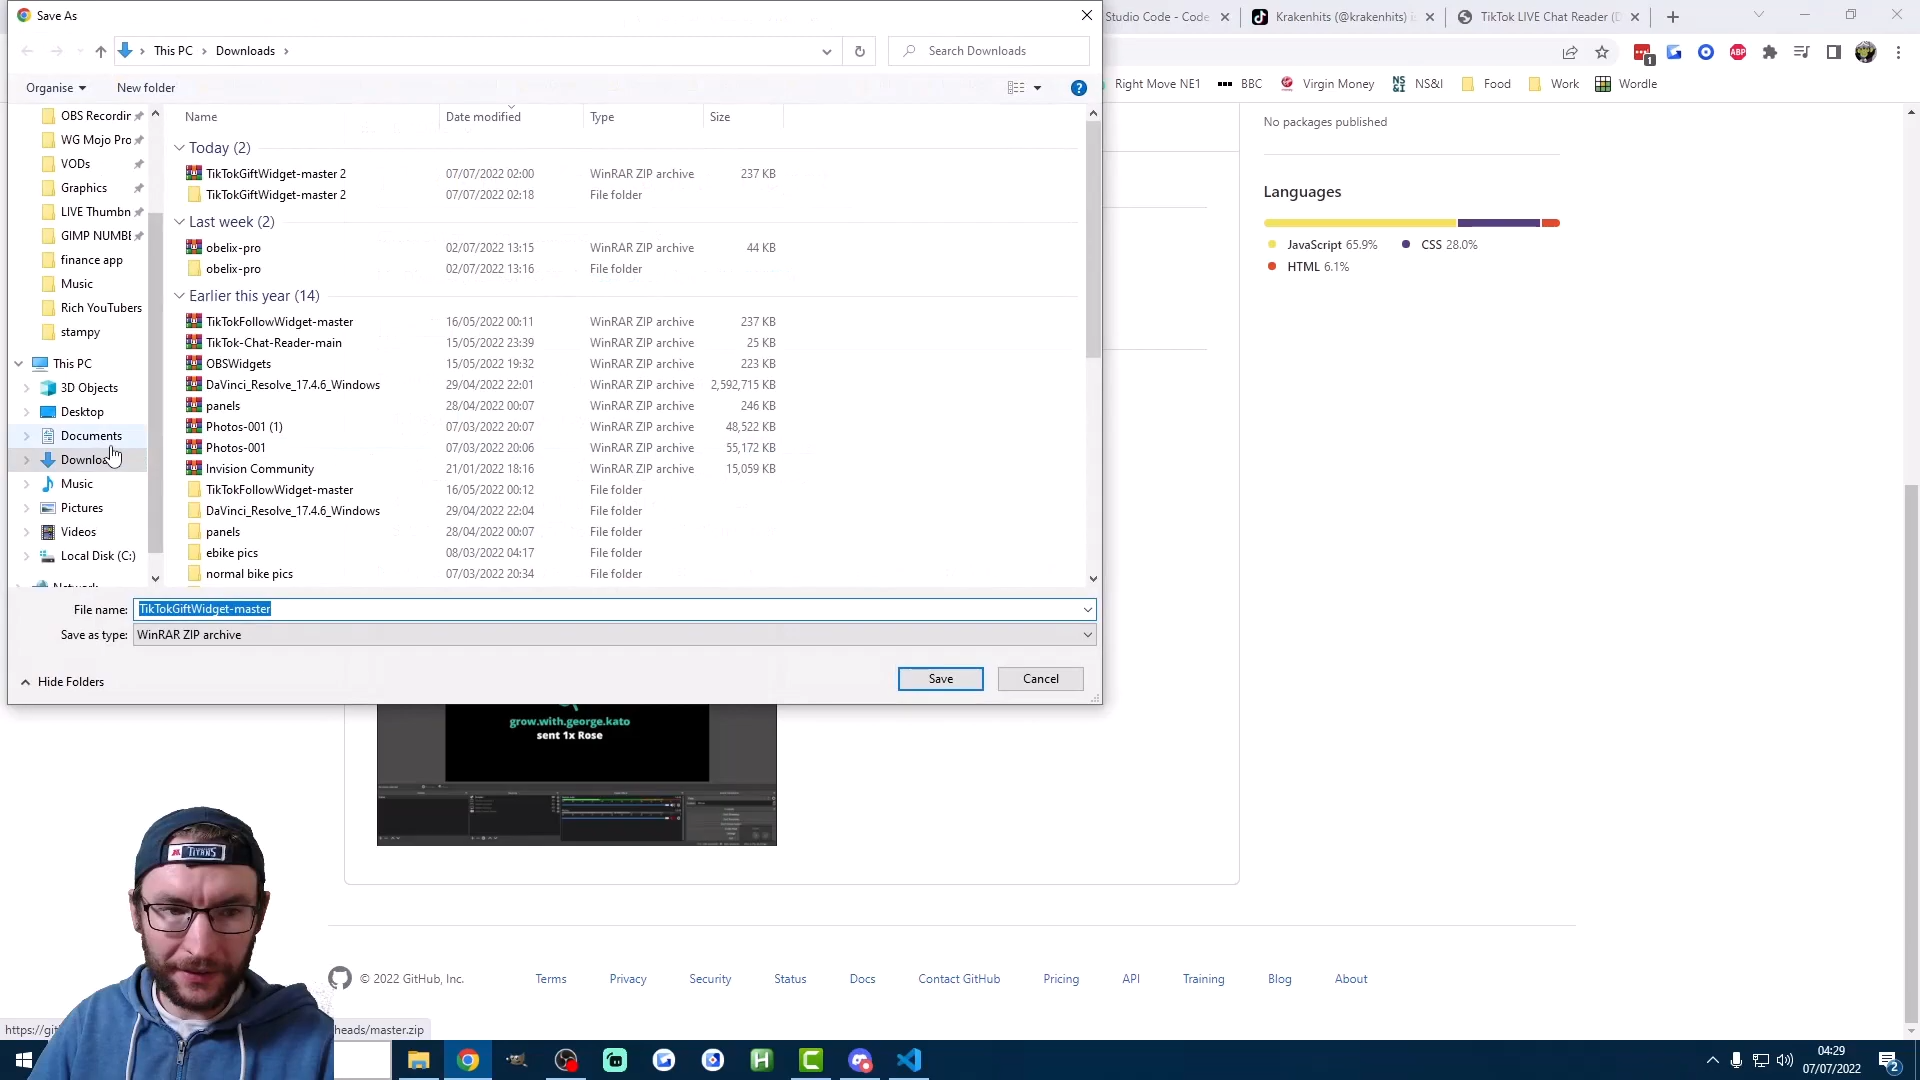 Save As
This PC
Downloads
Search Downloads
Organise
New folder
Name
Date modified
Type
Size
OBS Recordin
WG Mojo Pro
VODs
Graphics
LIVE Thumbn
GIMP NUMBE
finance app
Music
Rich YouTubers
stampy
This PC
3D Objects
Desktop
Documents
Music
Pictures
Videos
Local Disk (C:)
Today (2)
TikTokGiftWidget-master 2 07/07/2022 02:00 WinRAR ZIP archive 237 KB
TikTokGiftWidget-master 2 07/07/2022 02:18 File folder
Last week (2)
obelix-pro 02/07/2022 13:15 WinRAR ZIP archive 44 KB
obelix-pro 02/07/2022 13:16 File folder
Earlier this year (14)
TikTokFollowWidget-master 16/05/2022 00:11 WinRAR ZIP archive 237 KB
TikTok-Chat-Reader-main 15/05/2022 23:39 WinRAR ZIP archive 25 KB
OBSWidgets 15/05/2022 19:32 WinRAR ZIP archive 223 KB
DaVinci_Resolve_17.4.6_Windows 29/04/2022 22:01 WinRAR ZIP archive 2,592,715 KB
panels 28/04/2022 00:07 WinRAR ZIP archive 246 KB
Photos-001 (1) 07/03/2022 20:07 WinRAR ZIP archive 48,522 KB
Photos-001 07/03/2022 20:06 WinRAR ZIP archive 55,172 KB
Invision Community 21/01/2022 18:16 WinRAR ZIP archive 15,059 KB
TikTokFollowWidget-master 16/05/2022 00:12 File folder
DaVinci_Resolve_17.4.6_Windows 29/04/2022 22:04 File folder
panels 28/04/2022 00:07 File folder
ebike pics 08/03/2022 04:17 File folder
normal bike pics 07/03/2022 20:34 File folder
File name: TikTokGiftWidget-master
Save as type: WinRAR ZIP archive
Hide Folders
Save
Cancel
Studio Code - Code
Krakenhits (@krakenhits) i
TikTok LIVE Chat Reader (D
1
ABP
Right Move NE1
BBC
Virgin Money
NS&I
Food
Work
Wordle
No packages published
Languages
JavaScript 65.9%
CSS 28.0%
HTML 6.1%
grow.with.george.kato
sent 1x Rose
TITANS
© 2022 GitHub, Inc.
Terms
Privacy
Security
Status
Docs
Contact GitHub
Pricing
API
Training
Blog
About
https://git
heads/master.zip
04:29
07/07/2022
2